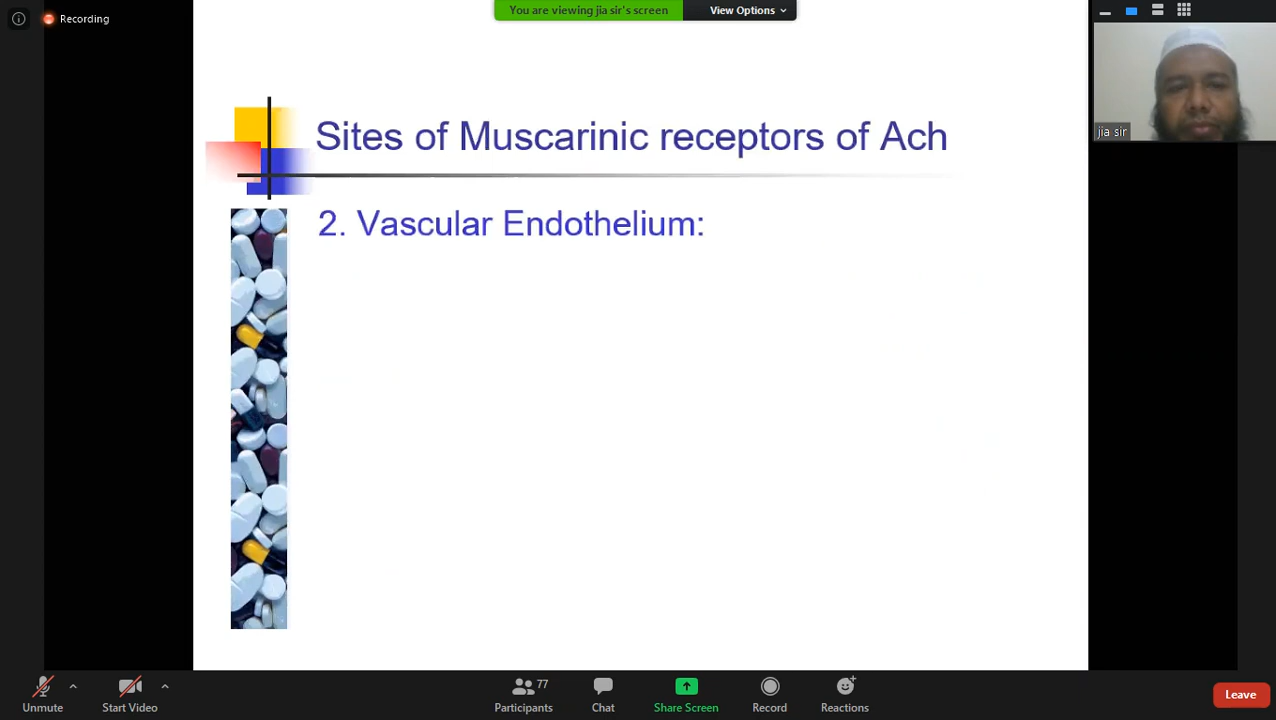 Recording
You are viewing jia sir's screen
View Options
jia sir
Sites of Muscarinic receptors of Ach
2. Vascular Endothelium:
Unmute
Start Video
77
Participants
Chat
Share Screen
Record
Reactions
Leave